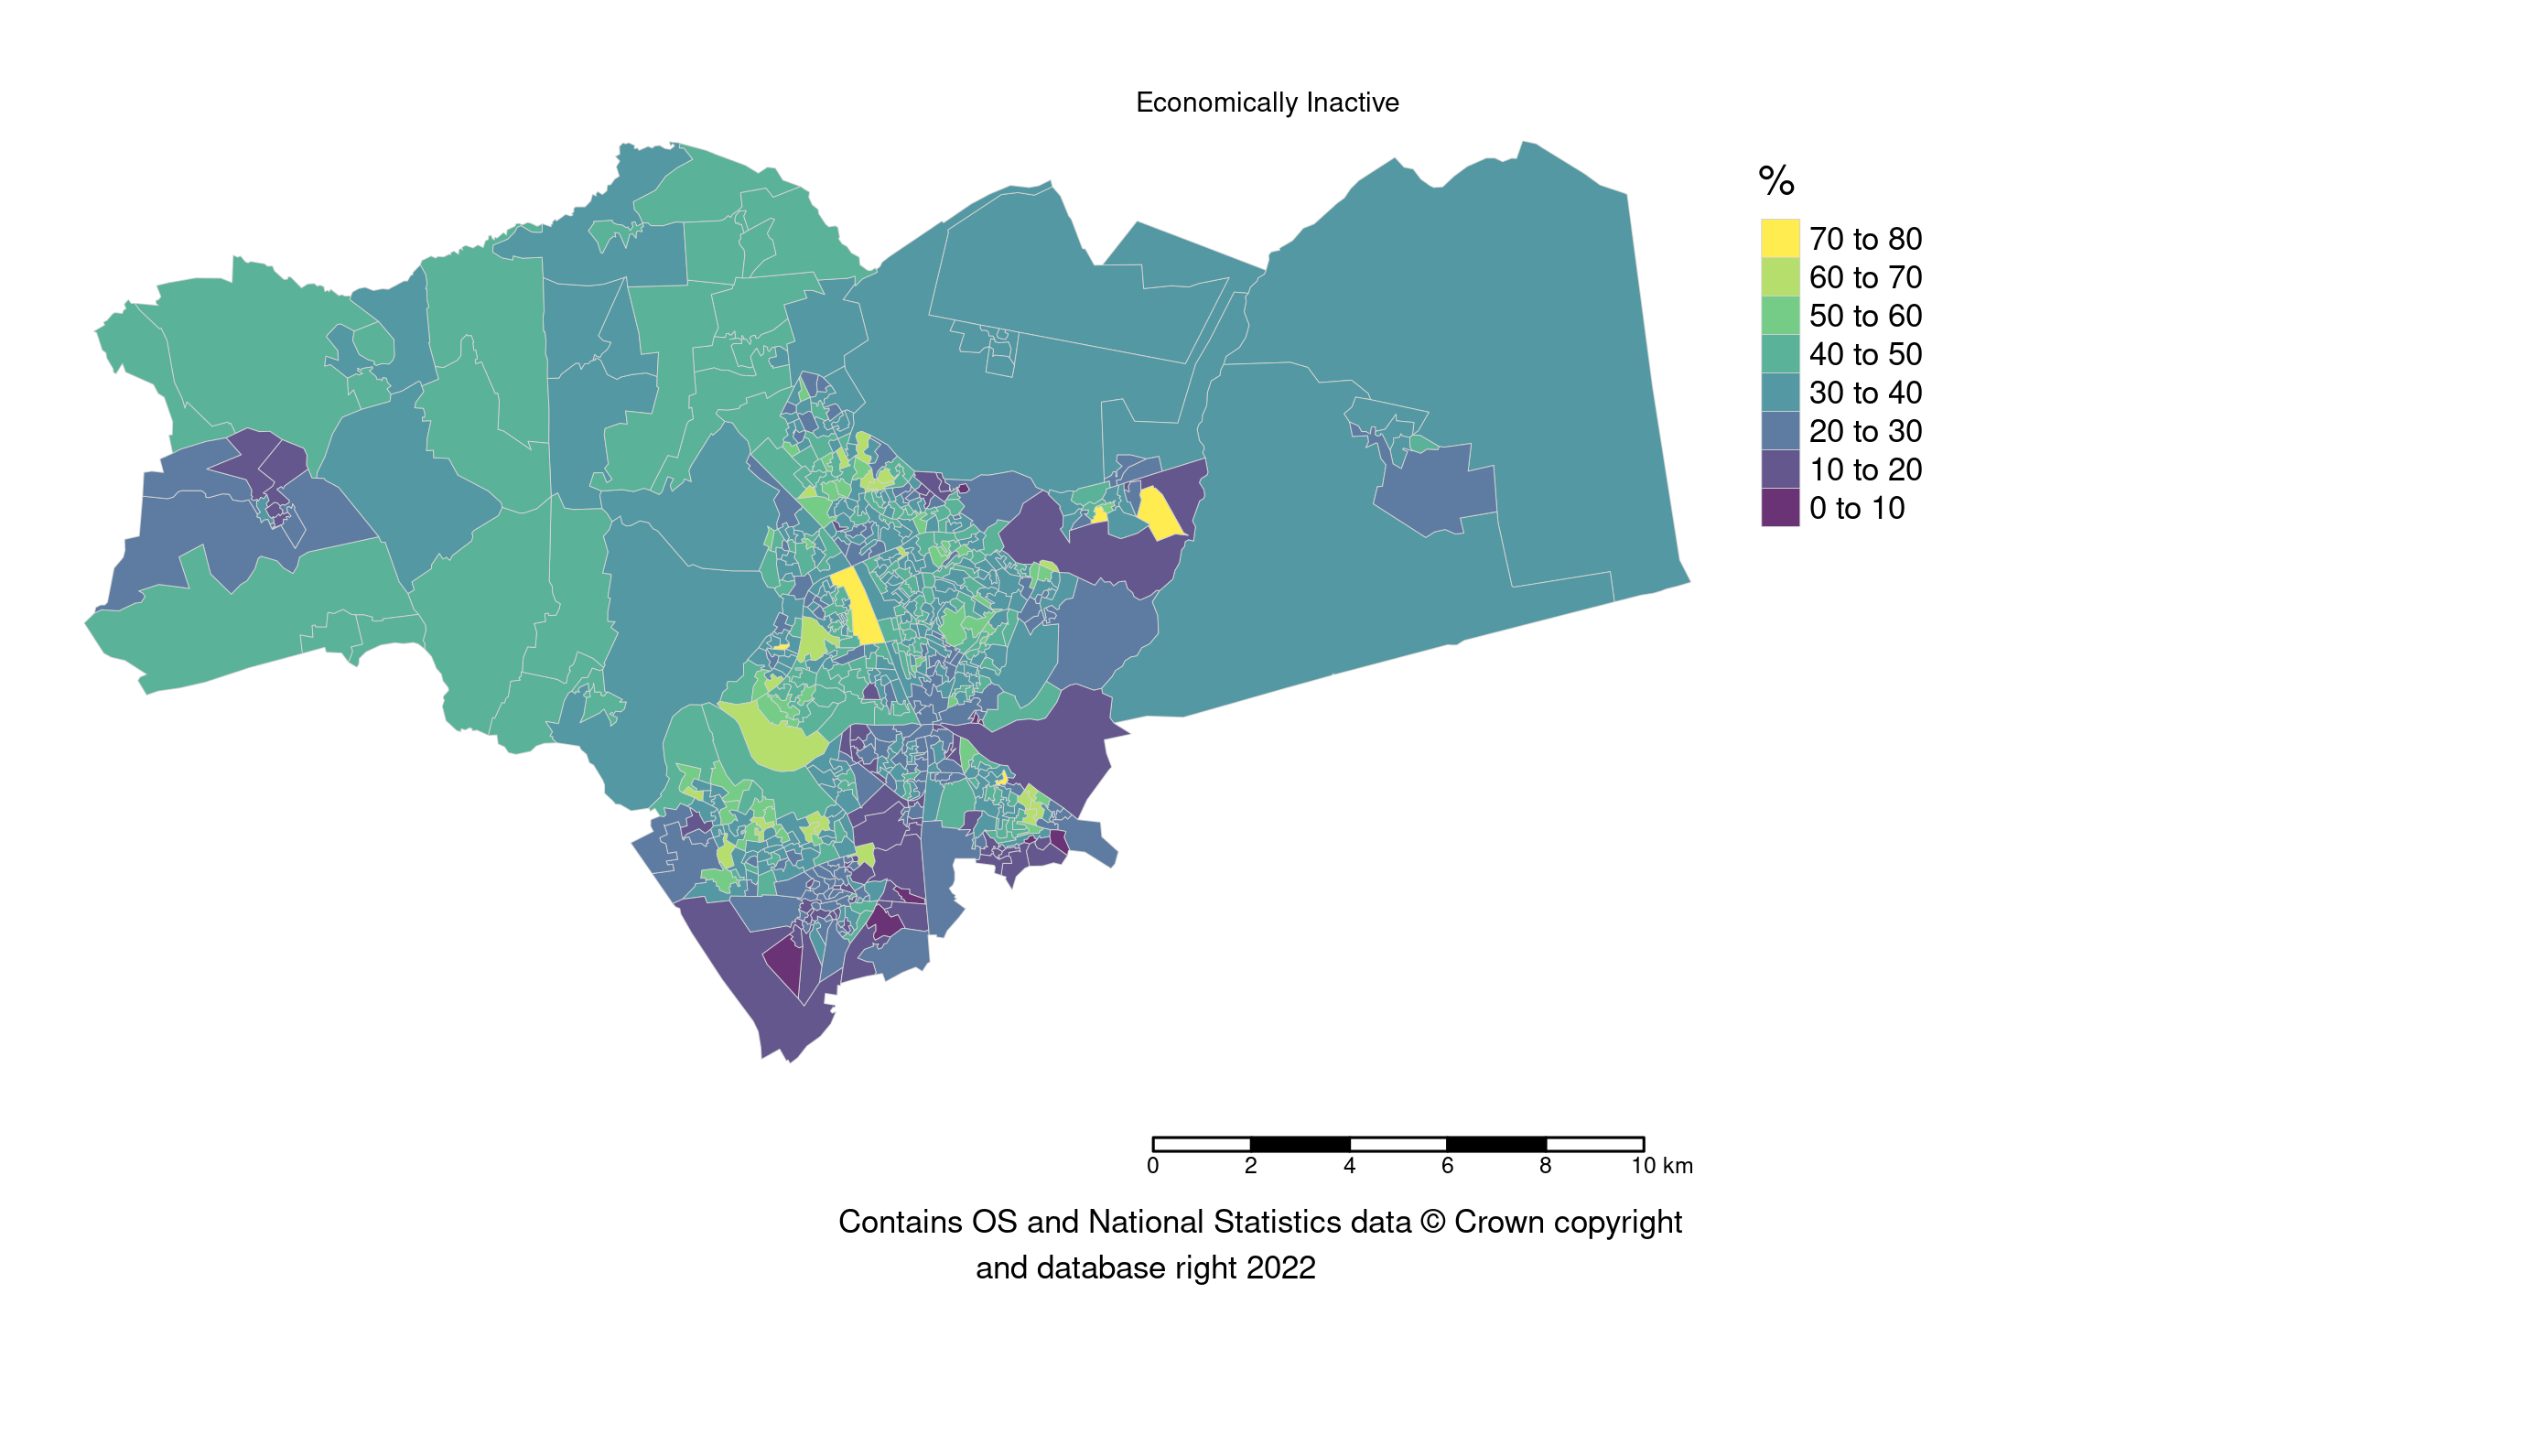 Economically Inactive
%
70 to 80
60 to 70
50 to 60
40 to 50
30 to 40
20 to 30
10 to 20
0 to 10
0 2 4 6 8 10 km
Contains OS and National Statistics data © Crown copyright
and database right 2022